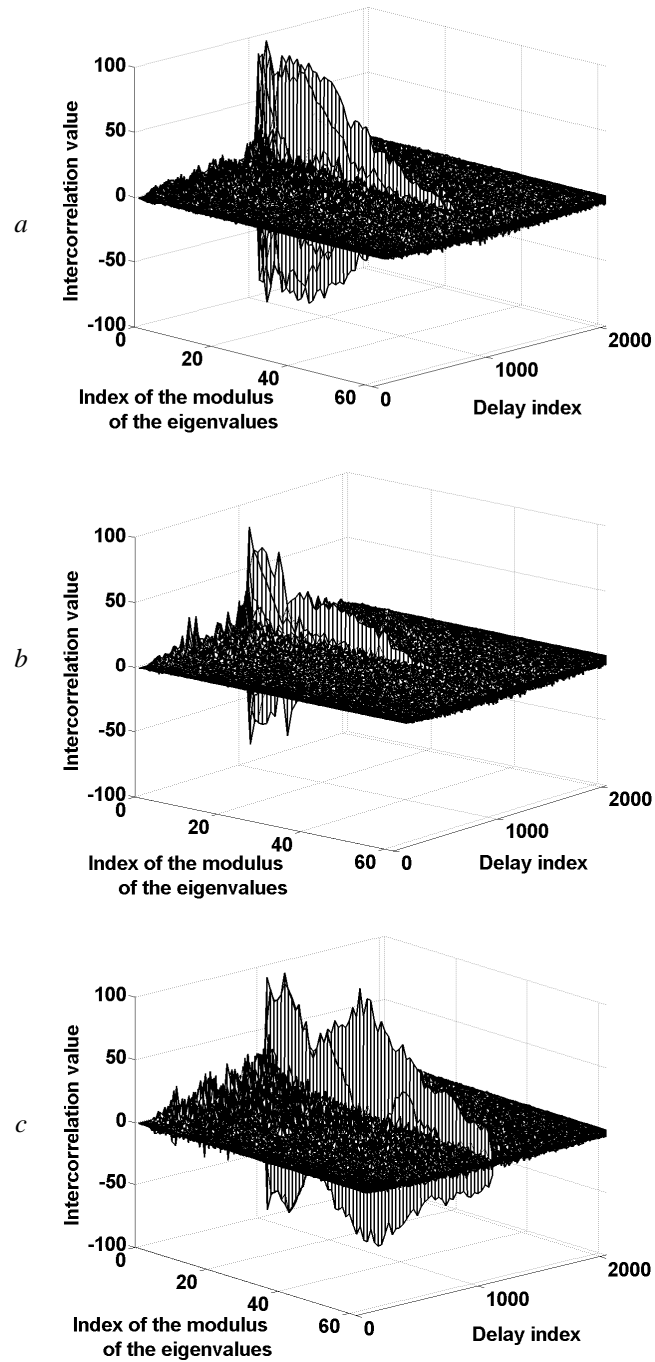 a
Intercorrelation value
100
50
0
-50
-100
0
20
40
60
Index of the modulus
of the eigenvalues
0
1000
2000
Delay index
b
Intercorrelation value
100
50
0
-50
-100
0
20
40
60
Index of the modulus
of the eigenvalues
0
1000
2000
Delay index
c
Intercorrelation value
100
50
0
-50
-100
0
20
40
60
Index of the modulus
of the eigenvalues
0
1000
2000
Delay index